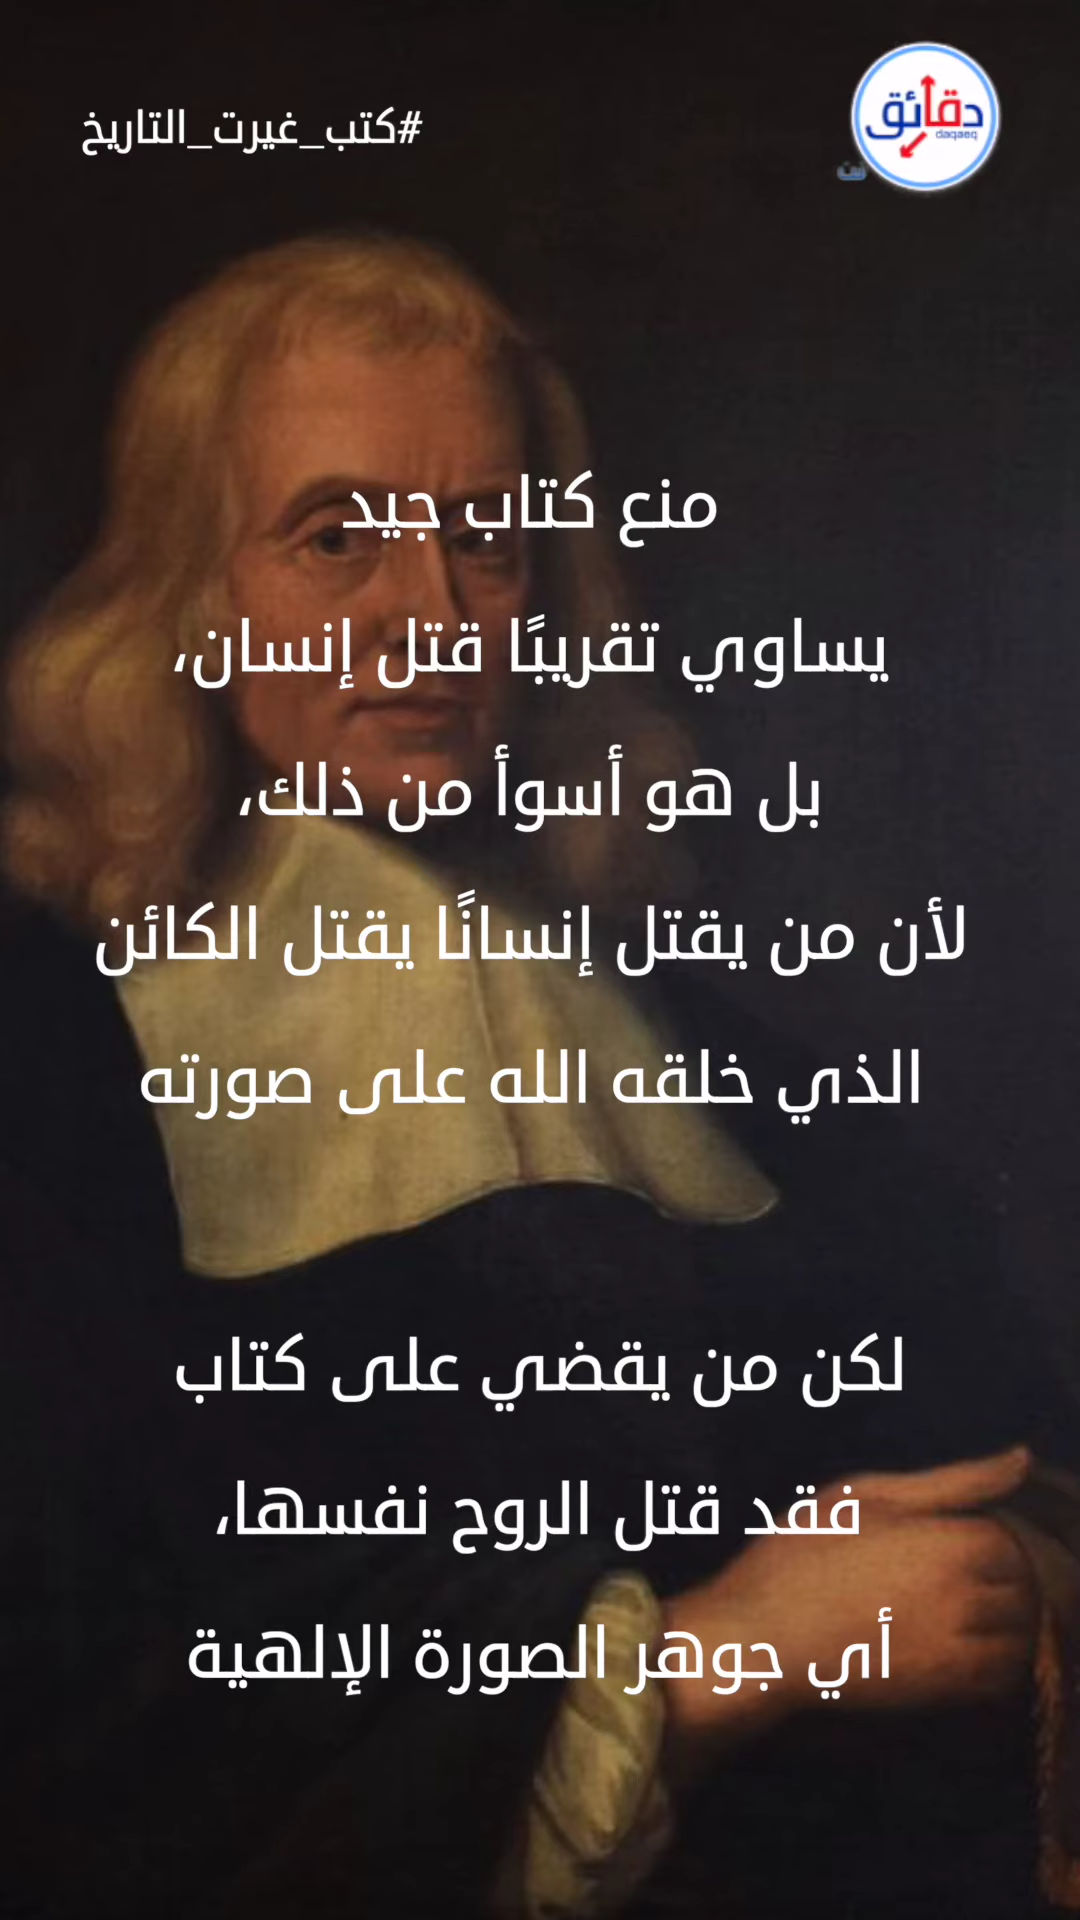 #كتب_غيرت_التاريخ
دقائق
daqaeq
نت
منع كتاب جيد
يساوي تقريبًا قتل إنسان،
بل هو أسوأ من ذلك،
لأن من يقتل إنسانًا يقتل الكائن
الذي خلقه الله على صورته
لكن من يقضي على كتاب
فقد قتل الروح نفسها،
أي جوهر الصورة الإلهية